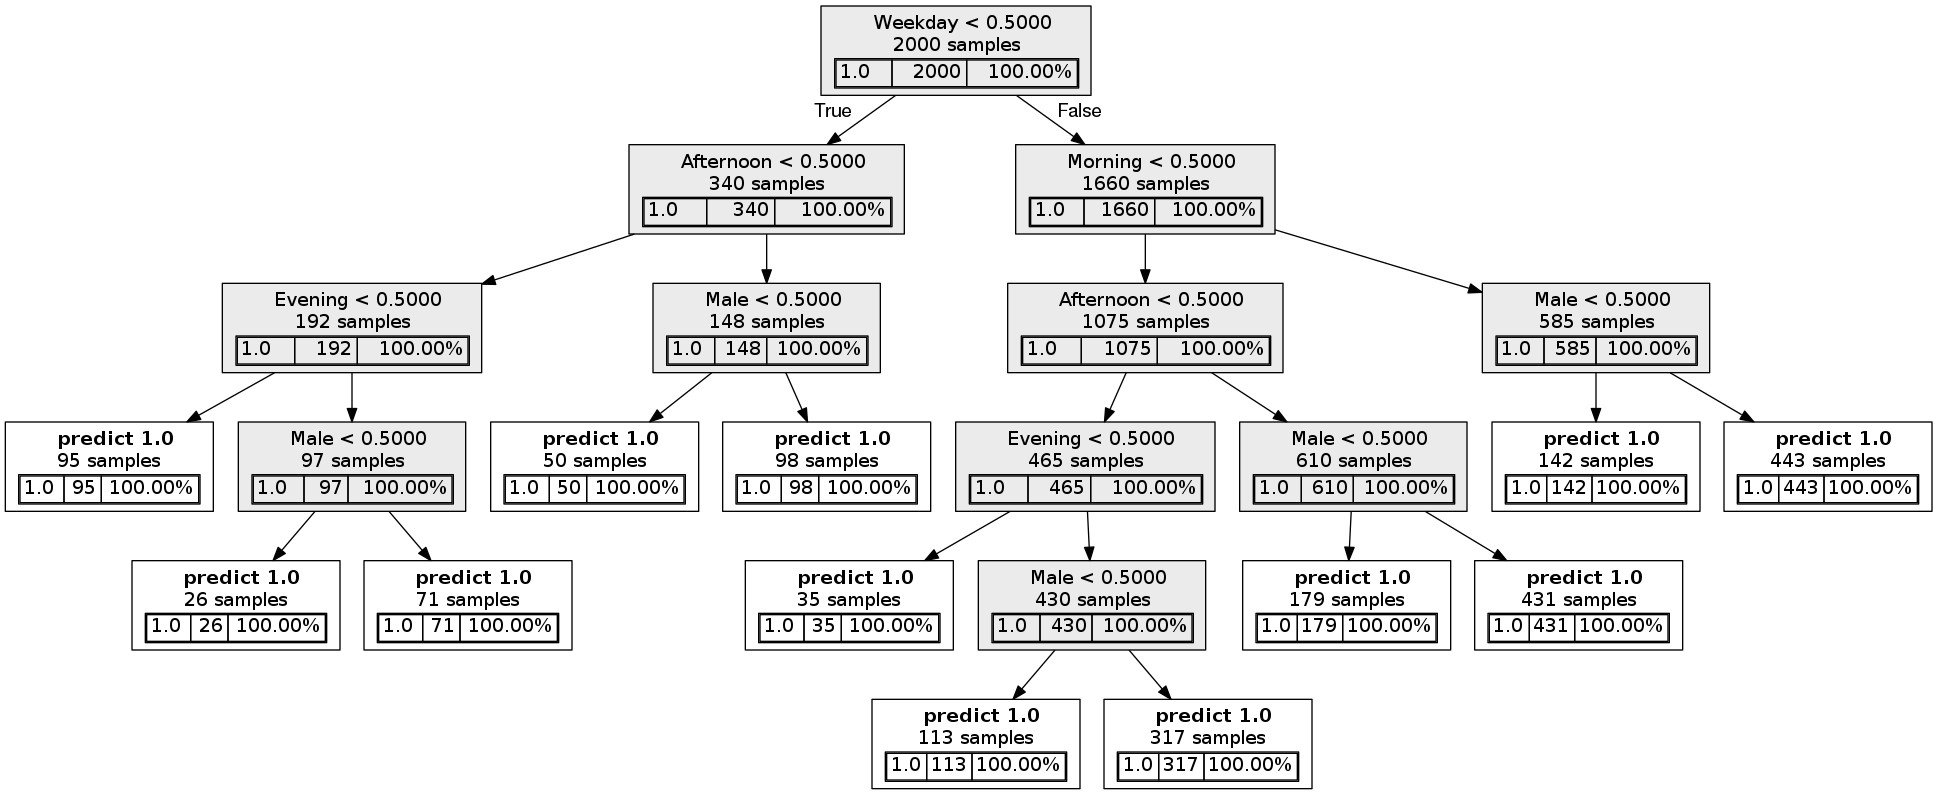 Weekday < 0.5000
2000 samples
1.0 2000 100.00%
True
False
Afternoon < 0.5000
340 samples
1.0 340 100.00%
Morning < 0.5000
1660 samples
1.0 1660 100.00%
Evening < 0.5000
192 samples
1.0 192 100.00%
Male < 0.5000
148 samples
1.0 148 100.00%
Afternoon < 0.5000
1075 samples
1.0 1075 100.00%
Male < 0.5000
585 samples
1.0 585 100.00%
predict 1.0
95 samples
1.0 95 100.00%
Male < 0.5000
97 samples
1.0 97 100.00%
predict 1.0
50 samples
1.0 50 100.00%
predict 1.0
98 samples
1.0 98 100.00%
Evening < 0.5000
465 samples
1.0 465 100.00%
Male < 0.5000
610 samples
1.0 610 100.00%
predict 1.0
142 samples
1.0 142 100.00%
predict 1.0
443 samples
1.0 443 100.00%
predict 1.0
26 samples
1.0 26 100.00%
predict 1.0
71 samples
1.0 71 100.00%
predict 1.0
35 samples
1.0 35 100.00%
Male < 0.5000
430 samples
1.0 430 100.00%
predict 1.0
179 samples
1.0 179 100.00%
predict 1.0
431 samples
1.0 431 100.00%
predict 1.0
113 samples
1.0 113 100.00%
predict 1.0
317 samples
1.0 317 100.00%